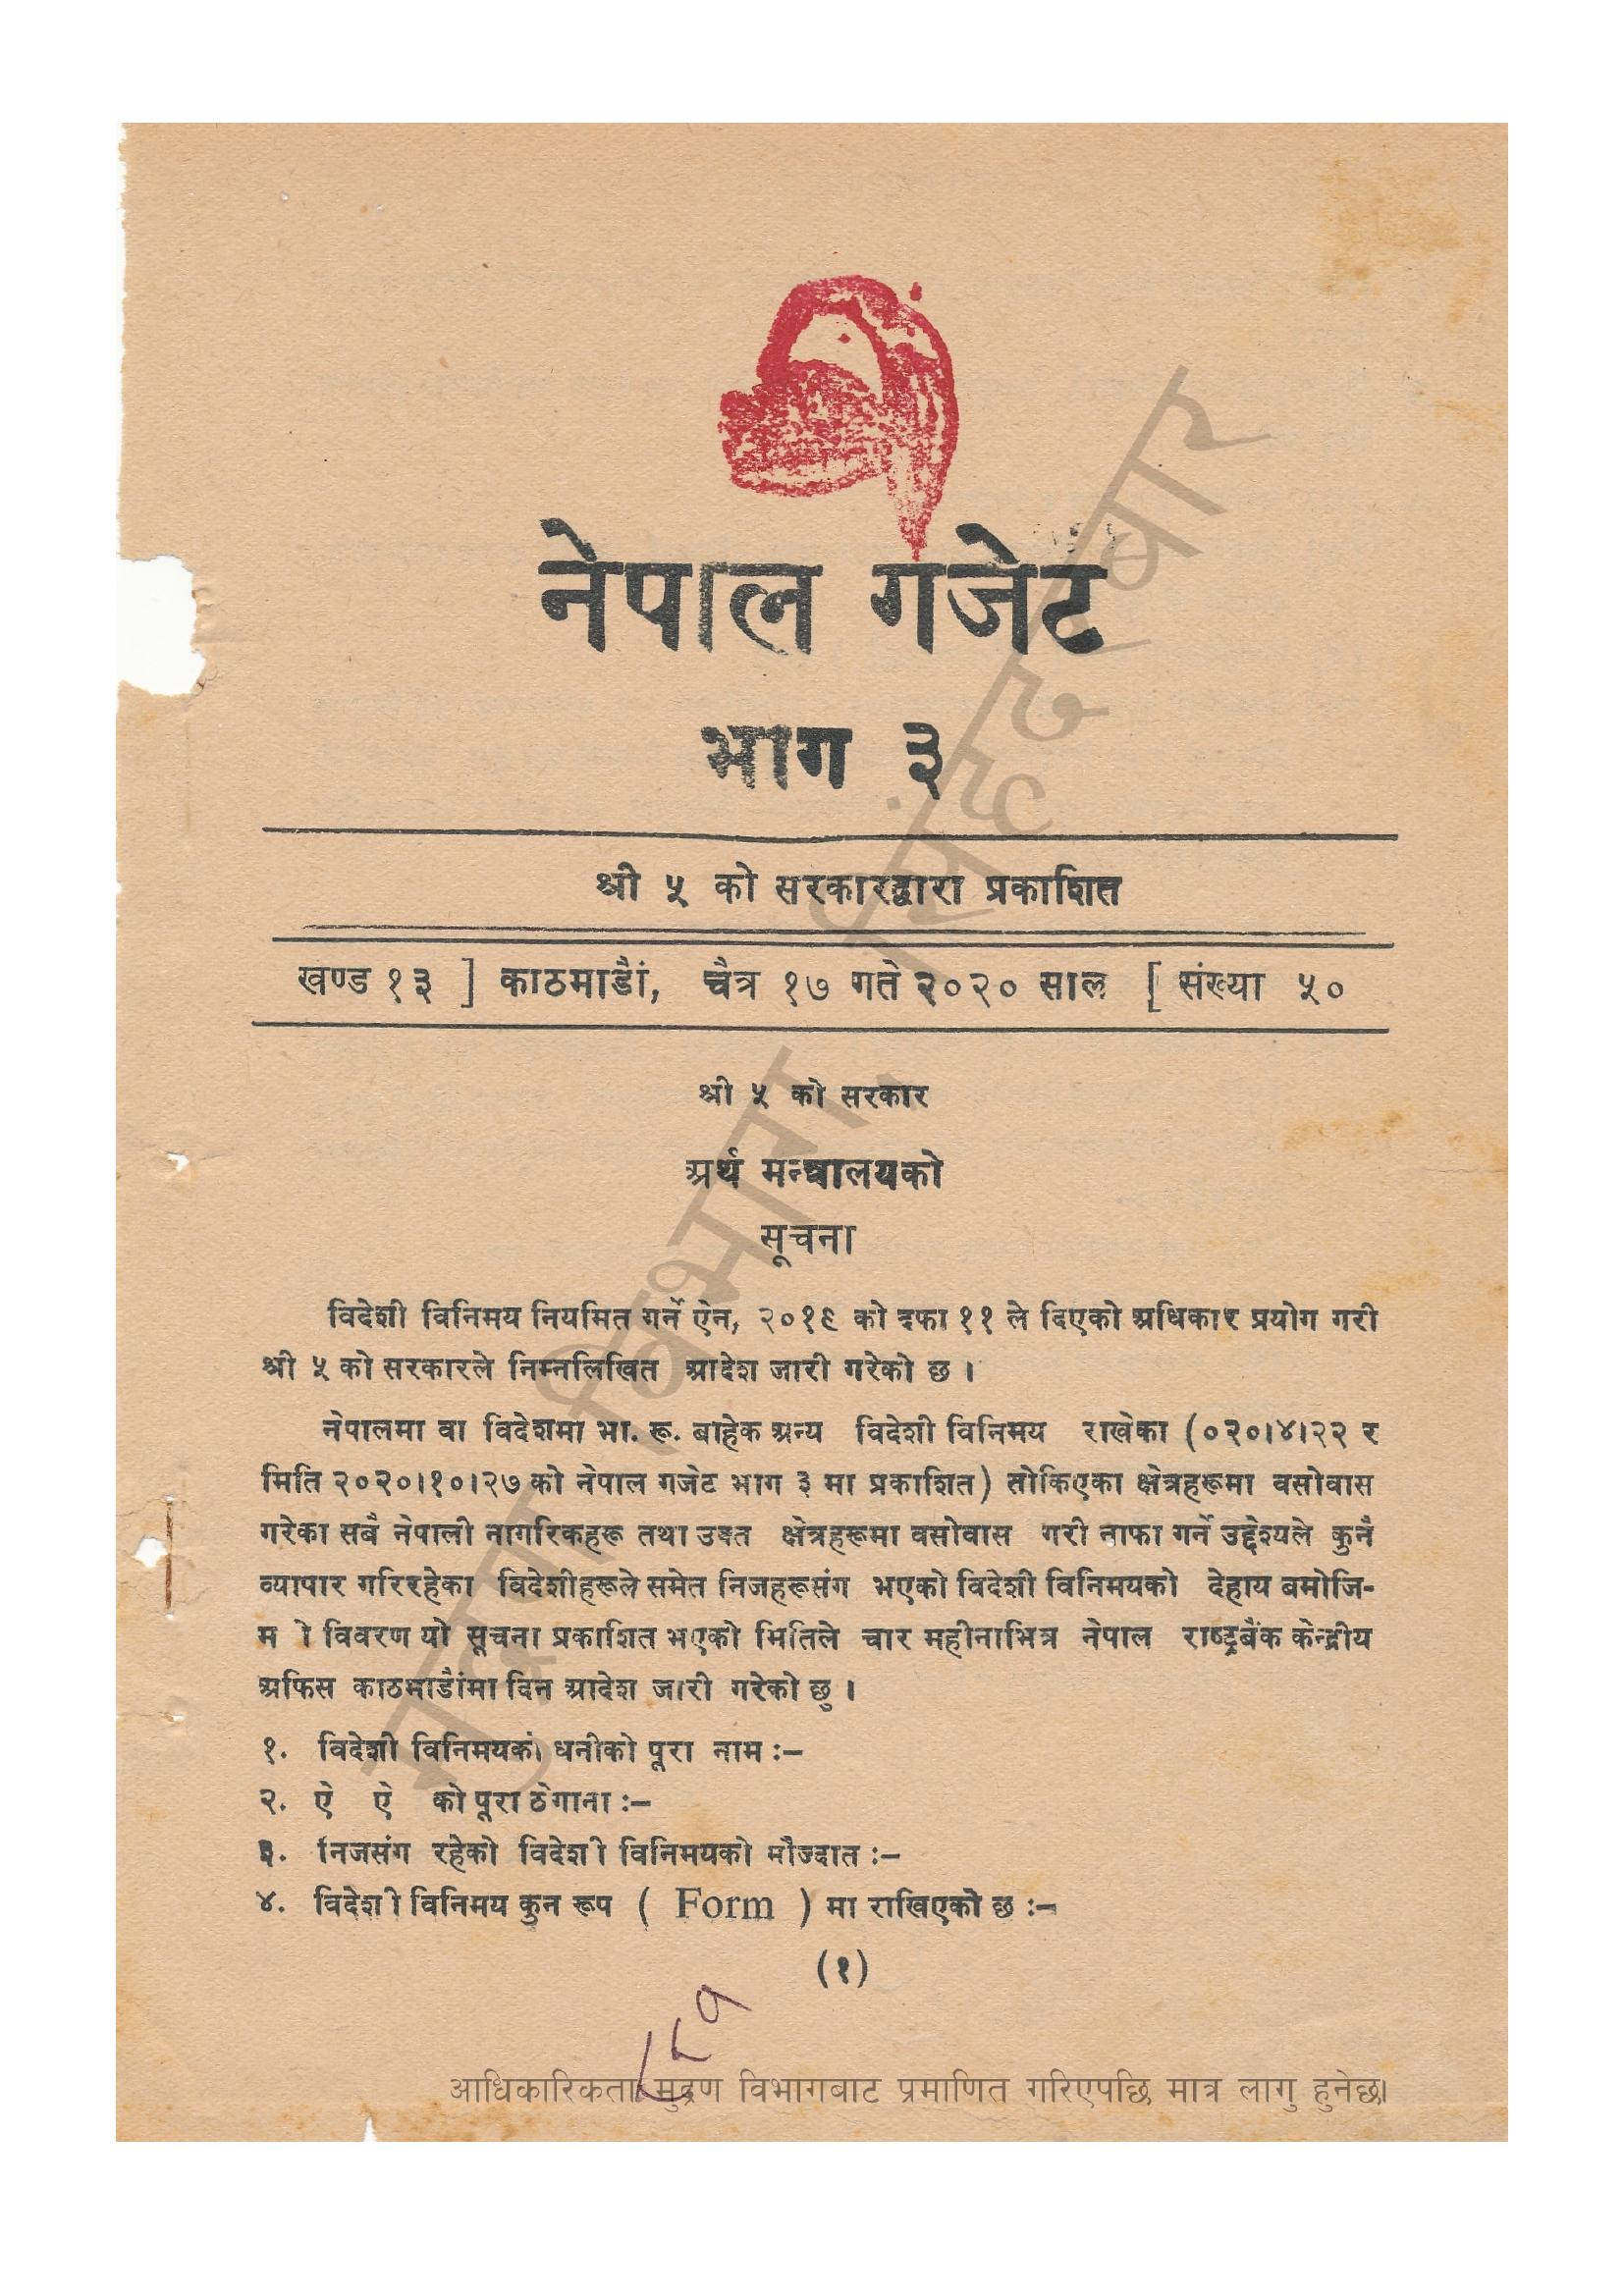 नेपाल गजेट
भाग ३
श्री ५ को सरकारद्वारा प्रकाशित
खण्ड १३ ] काठमाडौं, चैत्र १७ गते २०२० साल [ संख्या ५०
श्री ५ को सरकार
अर्थ मन्त्रालयको
सूचना
विदेशी विनिमय नियमित गर्ने ऐन, २०१९ को दफा ११ ले दिएको अधिकार प्रयोग गरी
श्री ५ को सरकारले निम्नलिखित आदेश जारी गरेको छ ।
नेपालमा वा विदेशमा भा. रू. बाहेक अन्य विदेशी विनिमय राखेका (०२०।४।२२ र
मिति २०२०।१०।२७ को नेपाल गजेट भाग ३ मा प्रकाशित) तोकिएका क्षेत्रहरूमा वसोवास
गरेका सबै नेपाली नागरिकहरू तथा उक्त क्षेत्रहरूमा वसोवास गरी नाफा गर्ने उद्देश्यले कुनै
व्यापार गरिरहेका विदेशीहरूले समेत निजहरूसंग भएको विदेशी विनिमयको देहाय बमोजि-
म ो विवरण यो सूचना प्रकाशित भएको मितिले चार महीनाभित्र नेपाल राष्ट्रबैंक केन्द्रीय
अफिस काठमाडौंमा दिन आदेश जारी गरेको छु ।
१. विदेशी विनिमयको धनीको पूरा नाम :–
२. ऐ ऐ को पूरा ठेगाना :–
३. निजसंग रहेको विदेशी विनिमयको मौज्दात :–
४. विदेशी विनिमय कुन रूप ( Form ) मा राखिएको छ :–
(१)
आधिकारिकता मुद्रण विभागबाट प्रमाणित गरिएपछि मात्र लागु हुनेछ।
मुद्रण विभाग, सिंहदरबार